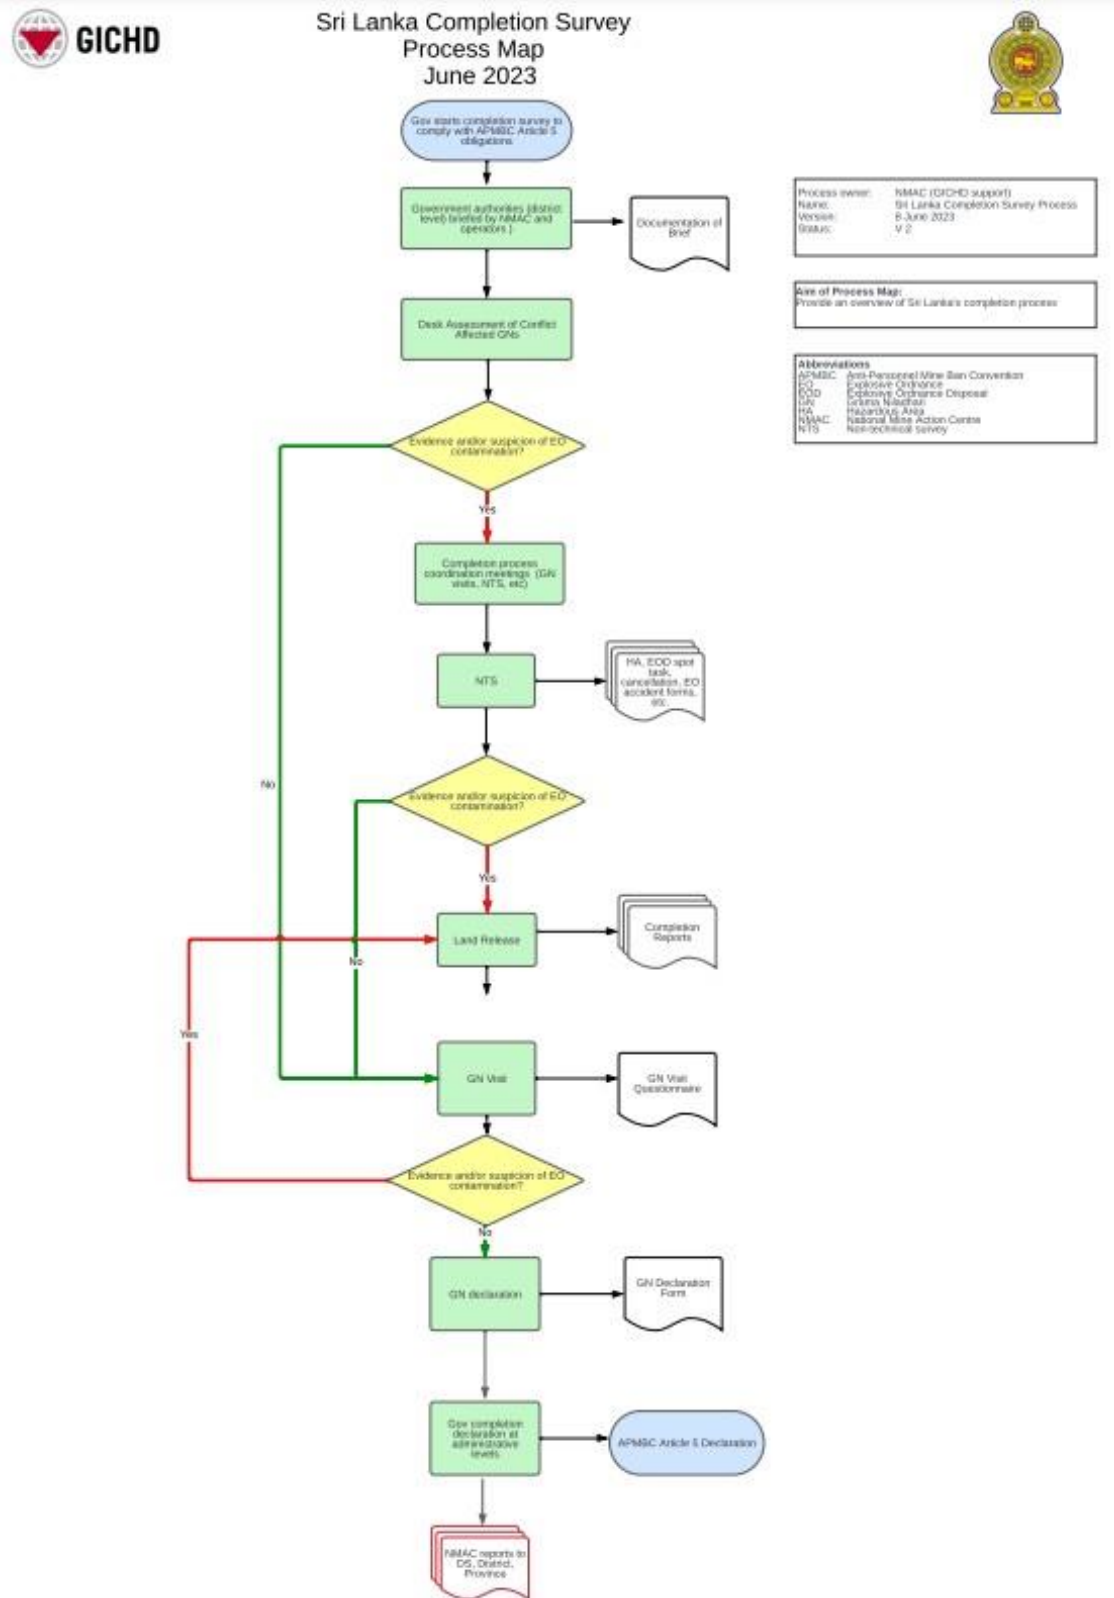 GICHD
Sri Lanka Completion Survey
Process Map
June 2023
Gov starts completion survey to
comply with APMBC Article 5
obligations
Government authorities (district
level) briefed by NMAC and
operators )
Documentation of
Brief
Process owner: NMAC (GICHD support)
Name: Sri Lanka Completion Survey Process
Version: 8 June 2023
Status: V 2
Aim of Process Map:
Provide an overview of Sri Lanka's completion process
Abbreviations
APMBC Anti-Personnel Mine Ban Convention
EO Explosive Ordnance
EOD Explosive Ordnance Disposal
GN Grama Niladhari
HA Hazardous Area
NMAC National Mine Action Centre
NTS Non-technical survey
Desk Assessment of Conflict
Affected GNs
Evidence and/or suspicion of EO
contamination?
Yes
Completion process
coordination meetings (GN
visits, NTS, etc)
NTS
HA, EOD spot
task,
cancellation, EO
accident forms,
etc.
No
Evidence and/or suspicion of EO
contamination?
Yes
Land Release
Completion
Reports
No
Yes
GN Visit
GN Visit
Questionnaire
Evidence and/or suspicion of EO
contamination?
No
GN declaration
GN Declaration
Form
Gov completion
declaration at
administrative
levels
APMBC Article 5 Declaration
NMAC reports to
DS, District,
Province